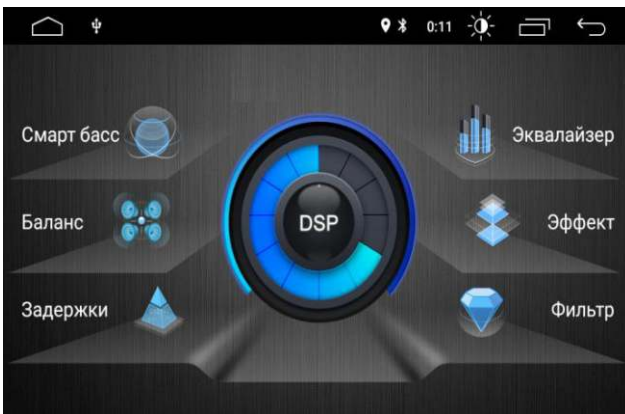 0:11
Смарт басс
Эквалайзер
Баланс
DSP
Эффект
Задержки
Фильтр